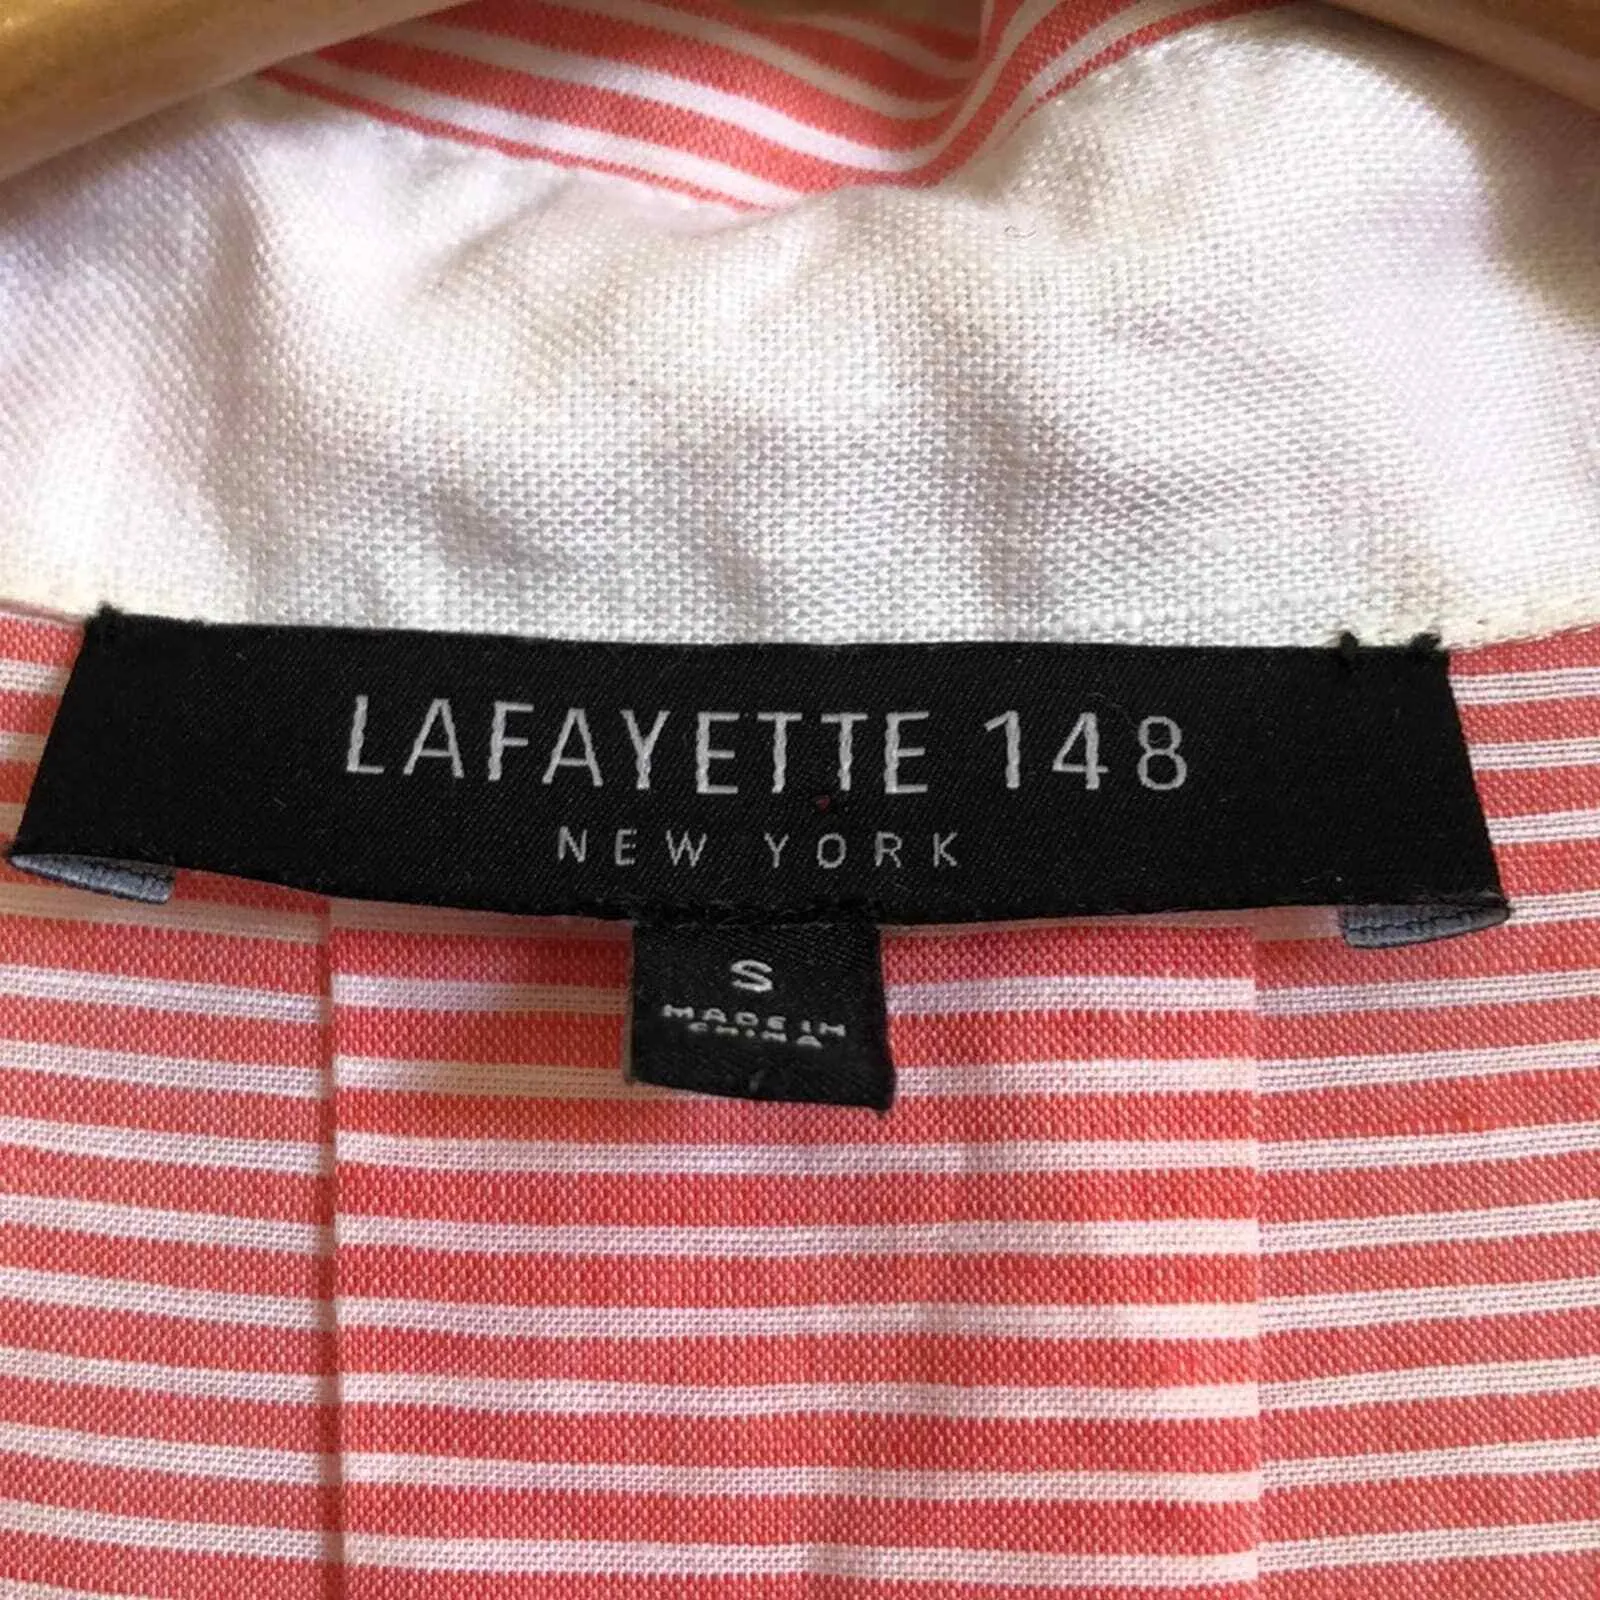 LAFAYETTE 148
NEW YORK
S
MADE IN
CHINA